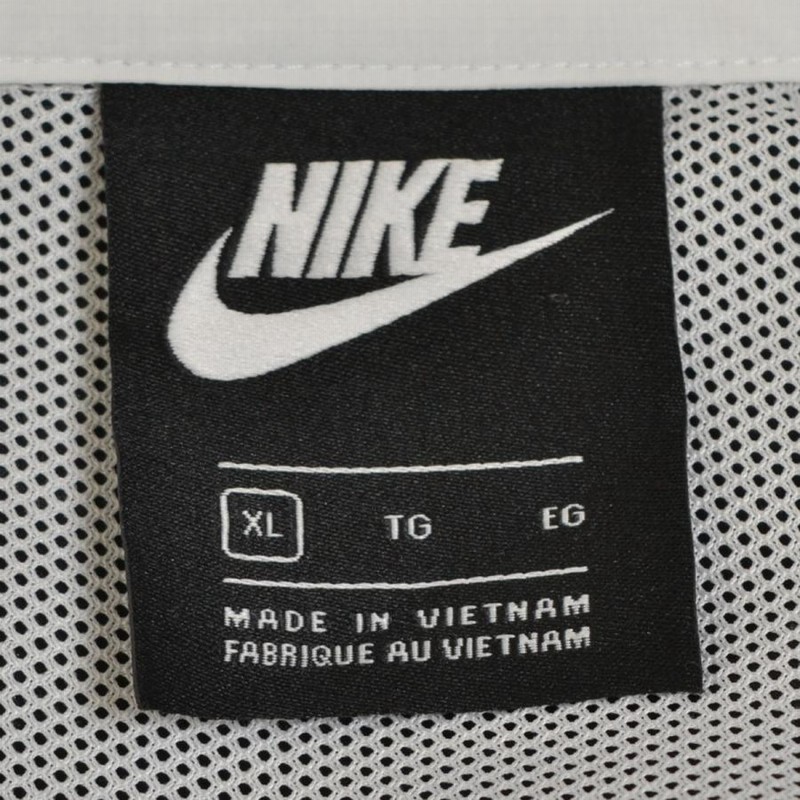 NIKE
XL TG EG
MADE IN VIETNAM
FABRIQUE AU VIETNAM